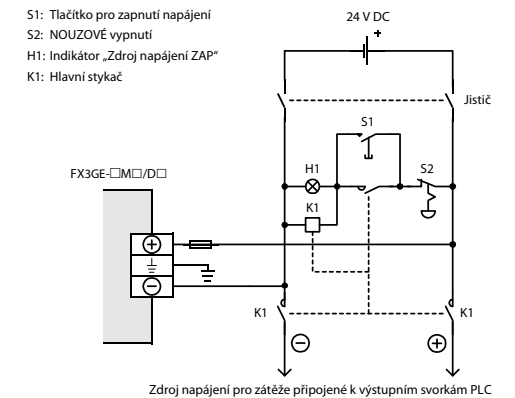 S1: Tlačítko pro zapnutí napájení
S2: NOUZOVÉ vypnutí
H1: Indikátor „Zdroj napájení ZAP“
K1: Hlavní stykač
24 V DC
+
Jistič
S1
FX3GE-□M□/D□
H1
S2
K1
+
−
K1
K1
−
+
Zdroj napájení pro zátěže připojené k výstupním svorkám PLC